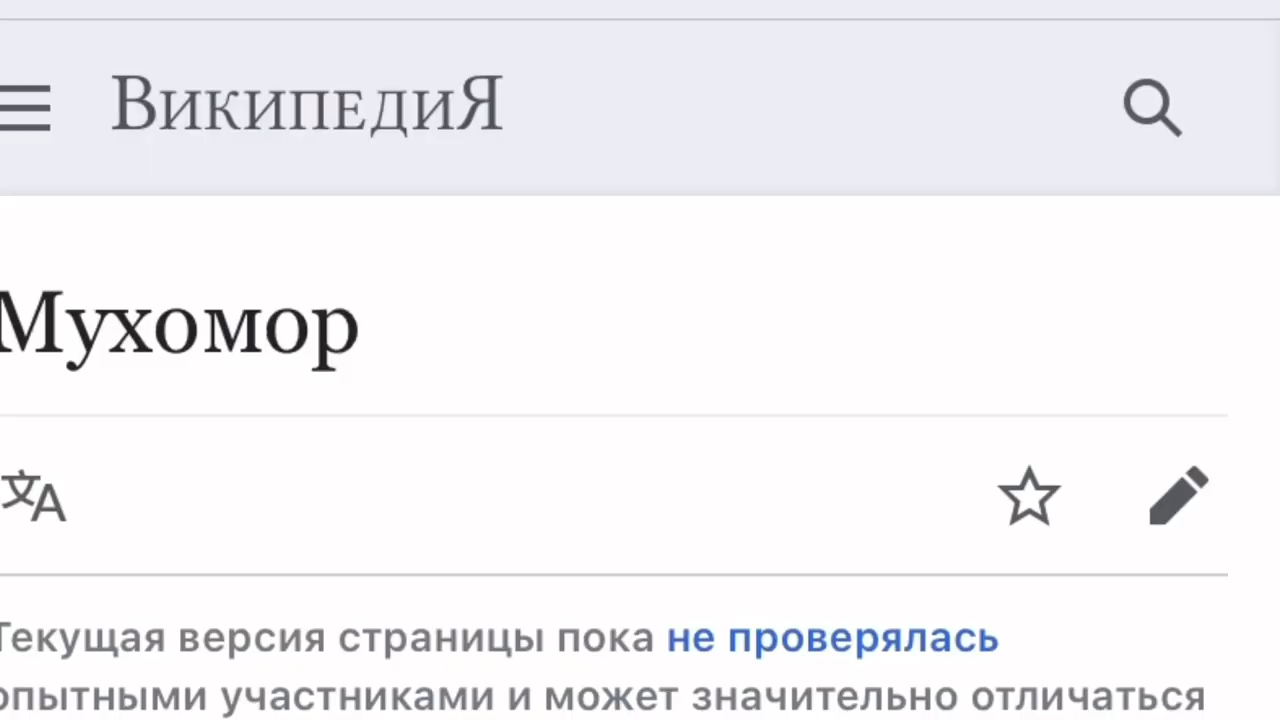 ВикипедиЯ
Мухомор
Текущая версия страницы пока не проверялась
опытными участниками и может значительно отличаться